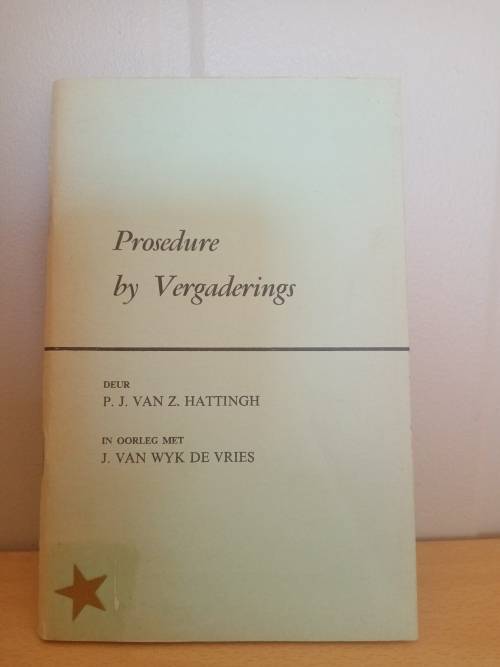 Prosedure
by Vergaderings
DEUR
P. J. VAN Z. HATTINGH
IN OORLEG MET
J. VAN WYK DE VRIES